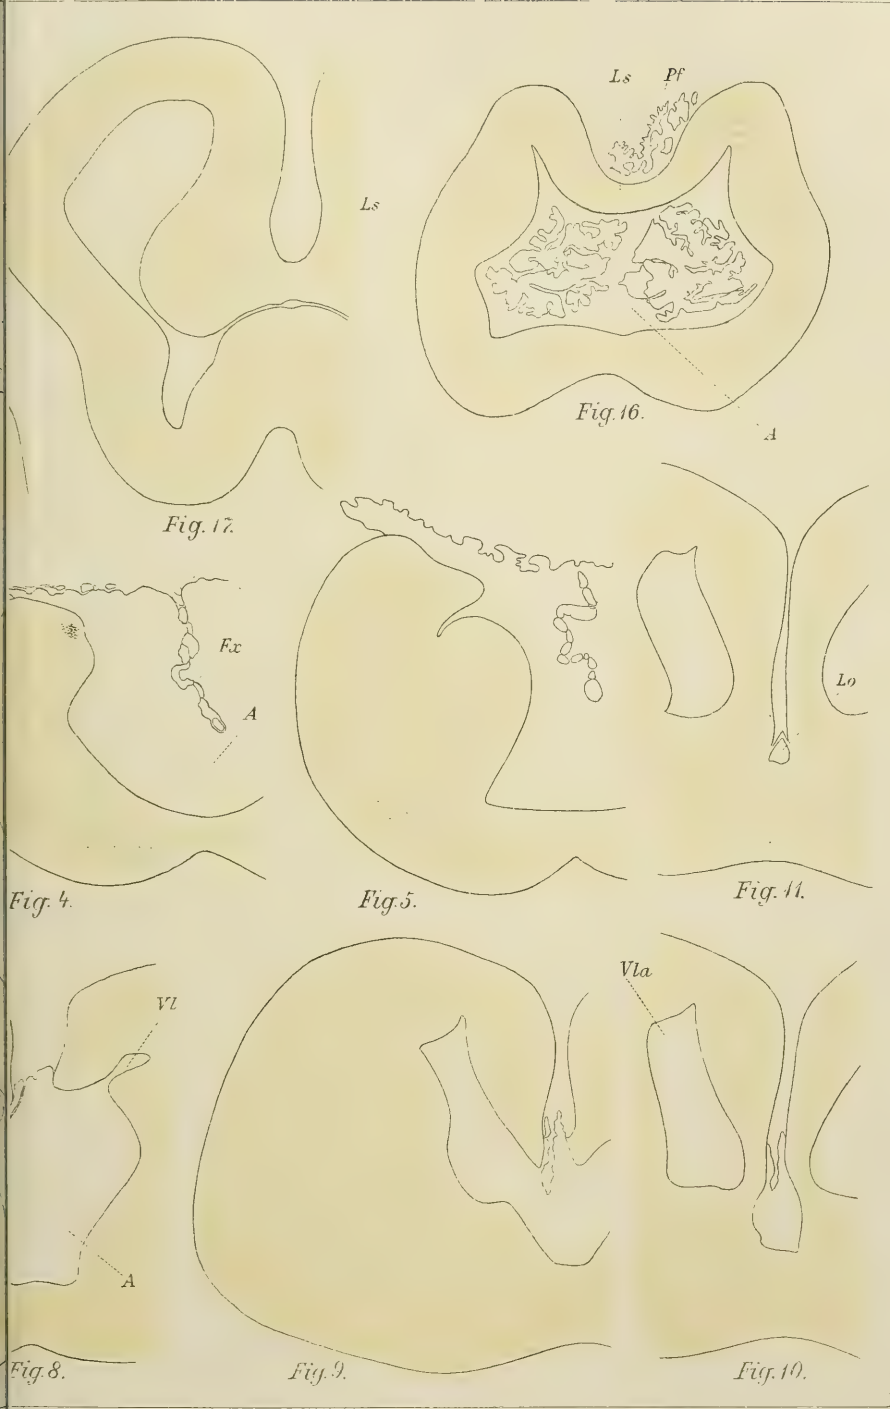 Ls Pf
Ls
Fig. 16.
A
Fig. 17.
Fx
A
Lo
Fig. 4.
Fig. 5.
Fig. 11.
Vl
Vla
A
Fig. 8.
Fig. 9.
Fig. 10.